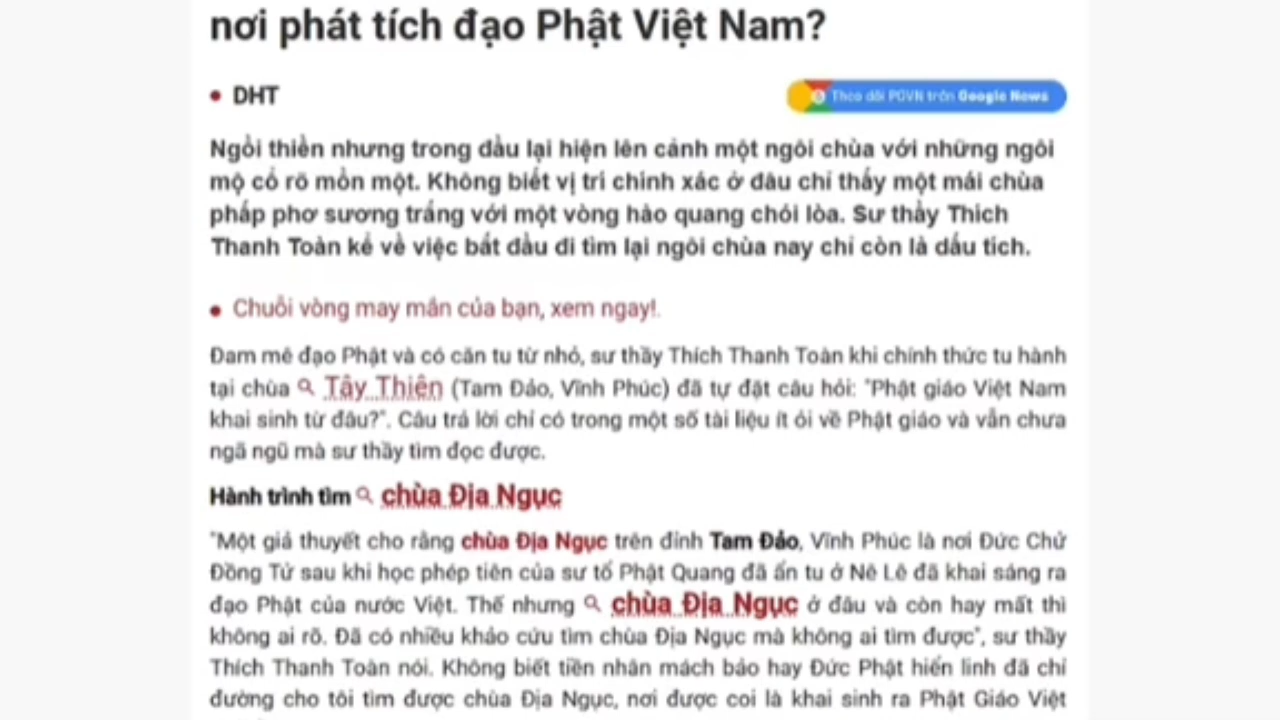 nơi phát tích đạo Phật Việt Nam?
DHT
Theo dõi PGVN trên Google News
Ngồi thiền nhưng trong đầu lại hiện lên cảnh một ngôi chùa với những ngôi
mộ cổ rõ mồn một. Không biết vị trí chính xác ở đâu chỉ thấy một mái chùa
phấp phơ sương trắng với một vòng hào quang chói lòa. Sư thầy Thích
Thanh Toàn kể về việc bắt đầu đi tìm lại ngôi chùa nay chỉ còn là dấu tích.
Chuỗi vòng may mắn của bạn, xem ngay!.
Đam mê đạo Phật và có căn tu từ nhỏ, sư thầy Thích Thanh Toàn khi chính thức tu hành
tại chùa Tây Thiên (Tam Đảo, Vĩnh Phúc) đã tự đặt câu hỏi: "Phật giáo Việt Nam
khai sinh từ đâu?". Câu trả lời chỉ có trong một số tài liệu ít ỏi về Phật giáo và vẫn chưa
ngã ngũ mà sư thầy tìm đọc được.
Hành trình tìm chùa Địa Ngục
"Một giả thuyết cho rằng chùa Địa Ngục trên đỉnh Tam Đảo, Vĩnh Phúc là nơi Đức Chử
Đồng Tử sau khi học phép tiên của sư tổ Phật Quang đã ẩn tu ở Nê Lê đã khai sáng ra
đạo Phật của nước Việt. Thế nhưng chùa Địa Ngục ở đâu và còn hay mất thì
không ai rõ. Đã có nhiều khảo cứu tìm chùa Địa Ngục mà không ai tìm được", sư thầy
Thích Thanh Toàn nói. Không biết tiền nhân mách bảo hay Đức Phật hiển linh đã chỉ
đường cho tôi tìm được chùa Địa Ngục, nơi được coi là khai sinh ra Phật Giáo Việt